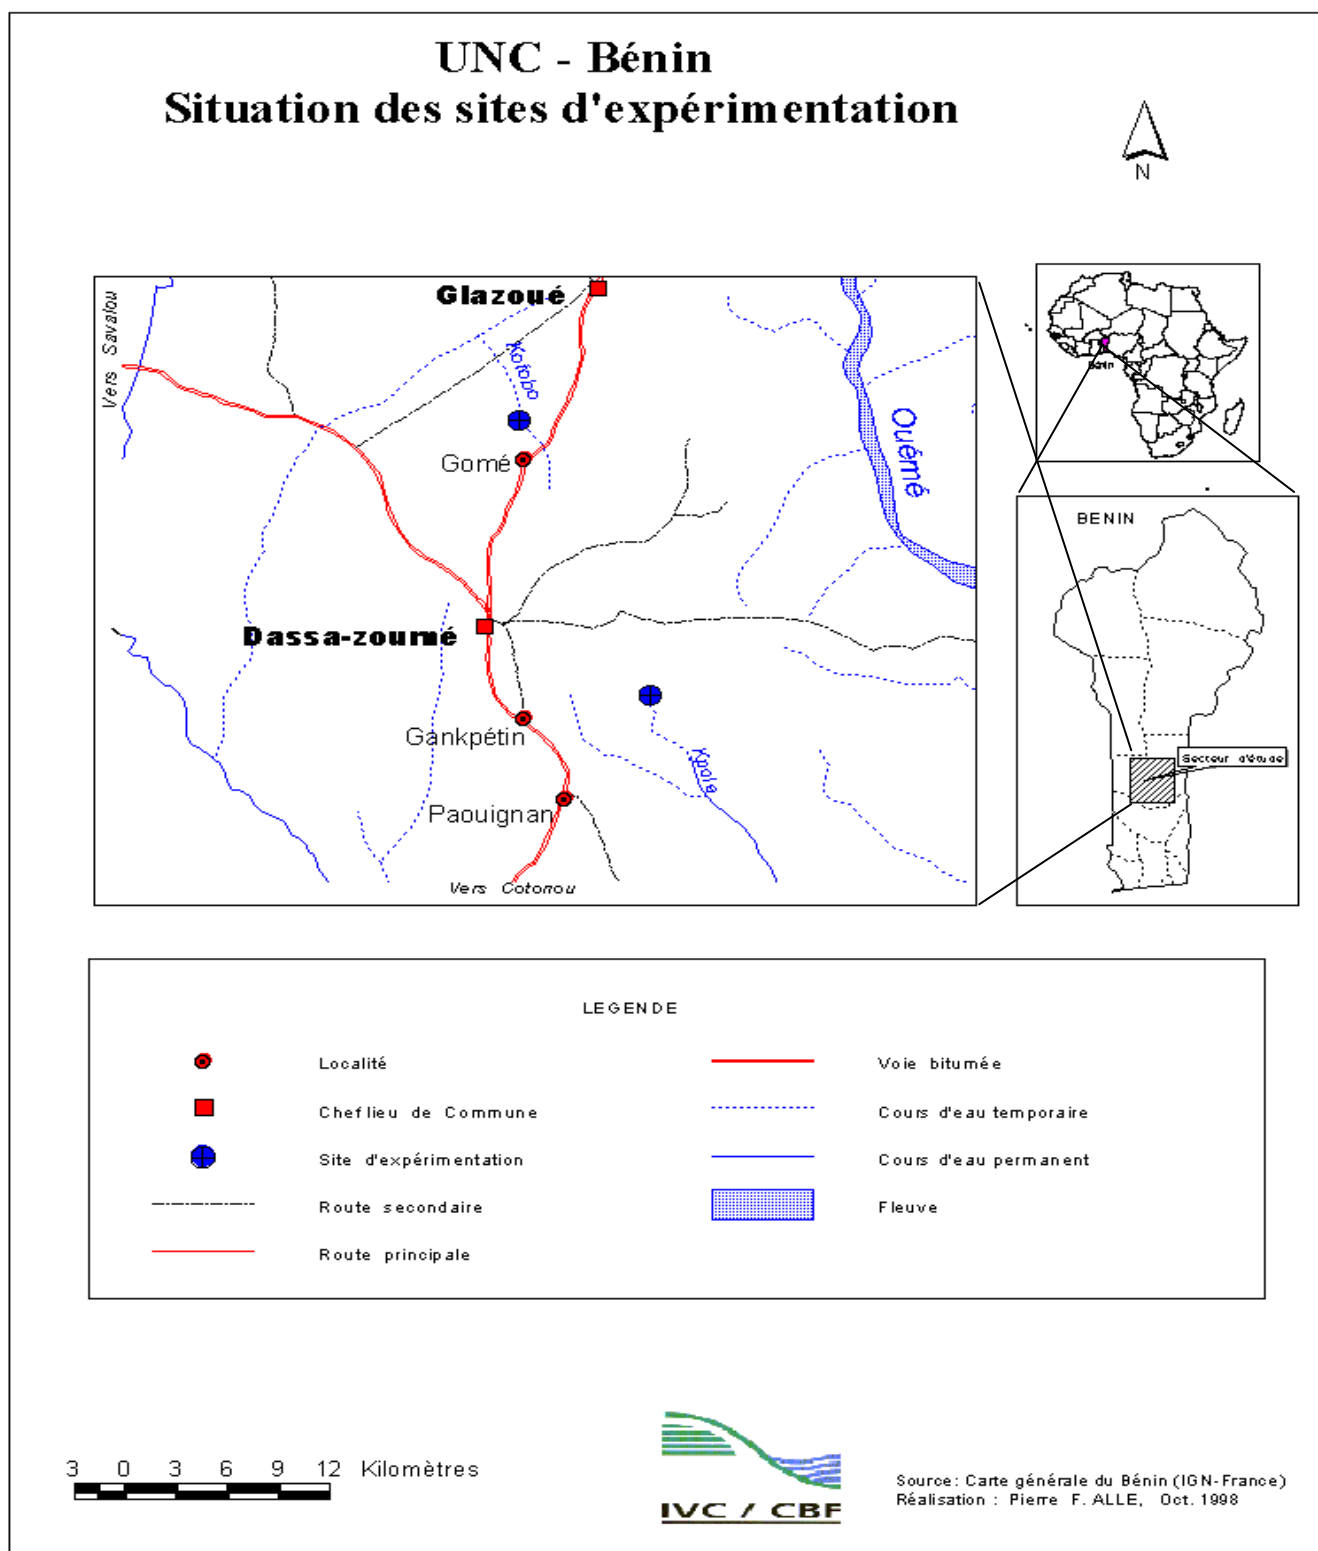 UNC - Bénin
Situation des sites d'expérimentation
N
Vers Savalou
Glazoué
Kotobo
Gomé
Ouémé
Dassa-zoumé
Gankpétin
Kpole
Paouignan
Vers Cotonou
Bénin
BENIN
Secteur d'étude
LEGENDE
Localité
Voie bitumée
Chef lieu de Commune
Cours d'eau temporaire
Site d'expérimentation
Cours d'eau permanent
Route secondaire
Fleuve
Route principale
3 0 3 6 9 12 Kilomètres
IVC / CBF
Source: Carte générale du Bénin (IGN-France)
Réalisation : Pierre F. ALLE, Oct. 1998